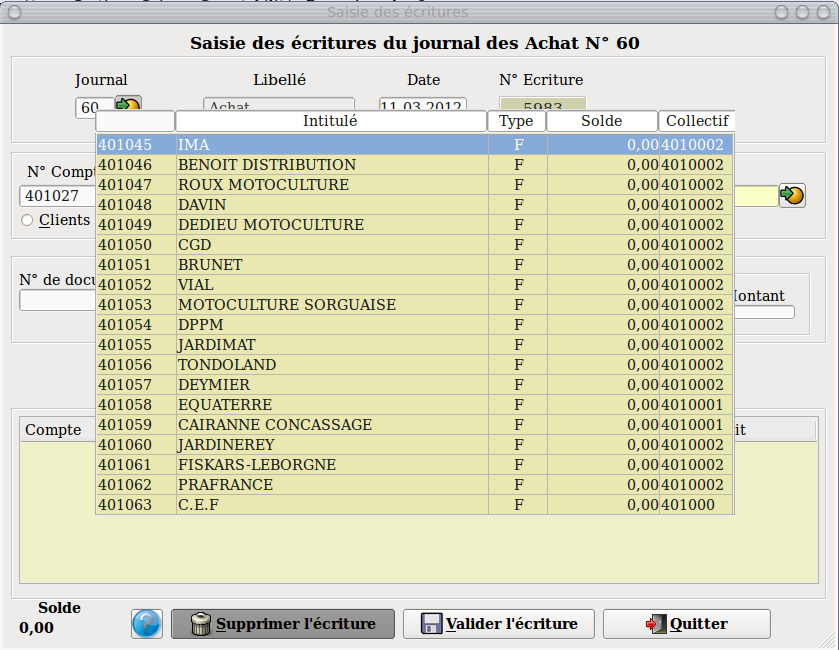 Saisie des écritures
Saisie des écritures du journal des Achat N° 60
Journal Libellé Date N° Ecriture
60 Achat 11.03.2012 5983
Intitulé Type Solde Collectif
401045 IMA F 0,00 4010002
401046 BENOIT DISTRIBUTION F 0,00 4010002
401047 ROUX MOTOCULTURE F 0,00 4010002
401048 DAVIN F 0,00 4010002
401049 DEDIEU MOTOCULTURE F 0,00 4010002
401050 CGD F 0,00 4010002
401051 BRUNET F 0,00 4010002
401052 VIAL F 0,00 4010002
401053 MOTOCULTURE SORGUAISE F 0,00 4010002
401054 DPPM F 0,00 4010002
401055 JARDIMAT F 0,00 4010002
401056 TONDOLAND F 0,00 4010002
401057 DEYMIER F 0,00 4010002
401058 EQUATERRE F 0,00 4010001
401059 CAIRANNE CONCASSAGE F 0,00 4010001
401060 JARDINEREY F 0,00 4010002
401061 FISKARS-LEBORGNE F 0,00 4010002
401062 PRAFRANCE F 0,00 4010002
401063 C.E.F F 0,00 401000
N° Compt
401027
Clients
N° de docu
lontant
Compte it
Solde
0,00
Supprimer l'écriture Valider l'écriture Quitter